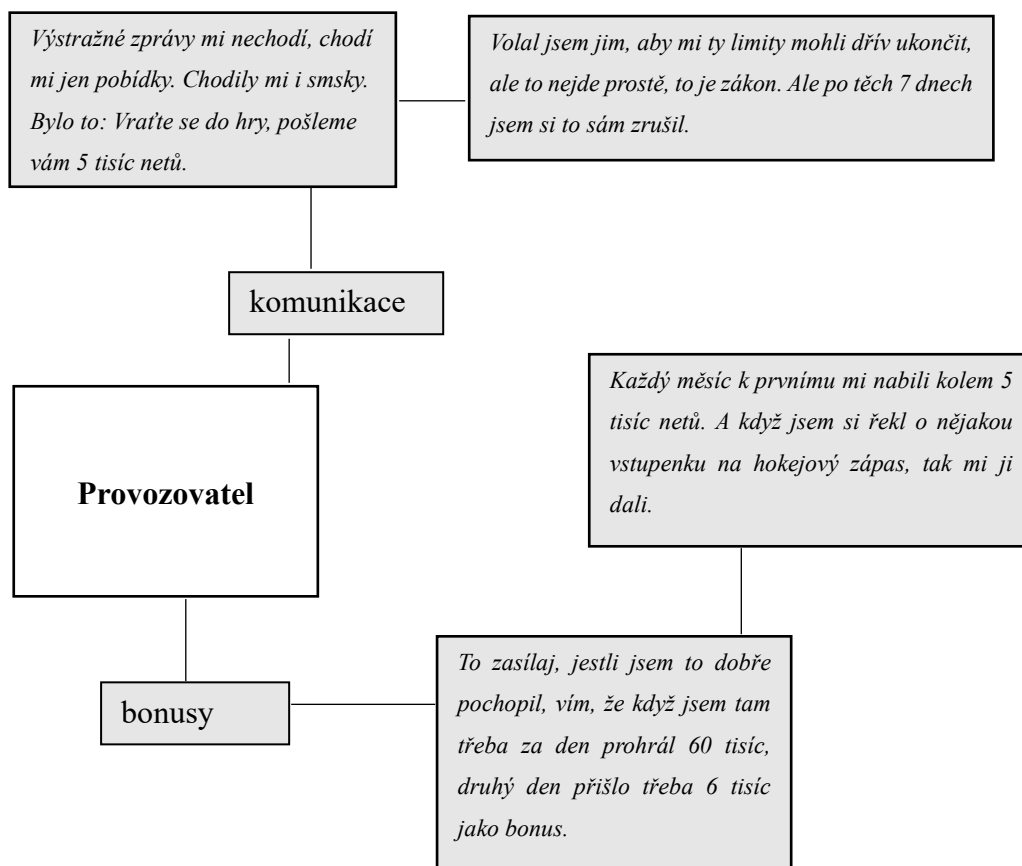 Výstražné zprávy mi nechodí, chodí
mi jen pobídky. Chodily mi i smsky.
Bylo to: Vraťte se do hry, pošleme
vám 5 tisíc netů.
Volal jsem jim, aby mi ty limity mohli dřív ukončit,
ale to nejde prostě, to je zákon. Ale po těch 7 dnech
jsem si to sám zrušil.
komunikace
Každý měsíc k prvnímu mi nabili kolem 5
tisíc netů. A když jsem si řekl o nějakou
vstupenku na hokejový zápas, tak mi ji
dali.
Provozovatel
To zasílaj, jestli jsem to dobře
pochopil, vím, že když jsem tam
třeba za den prohrál 60 tisíc,
druhý den přišlo třeba 6 tisíc
jako bonus.
bonusy